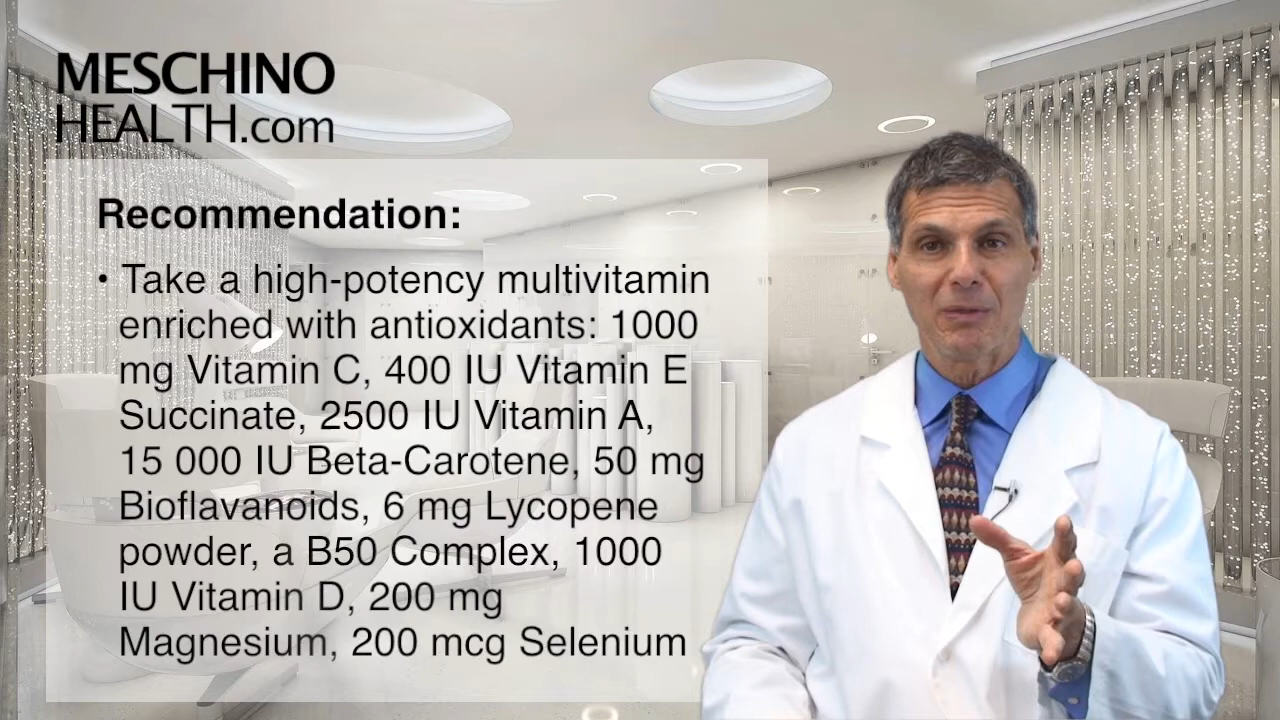 MESCHINO
HEALTH.com
Recommendation:
• Take a high-potency multivitamin
enriched with antioxidants: 1000
mg Vitamin C, 400 IU Vitamin E
Succinate, 2500 IU Vitamin A,
15 000 IU Beta-Carotene, 50 mg
Bioflavanoids, 6 mg Lycopene
powder, a B50 Complex, 1000
IU Vitamin D, 200 mg
Magnesium, 200 mcg Selenium